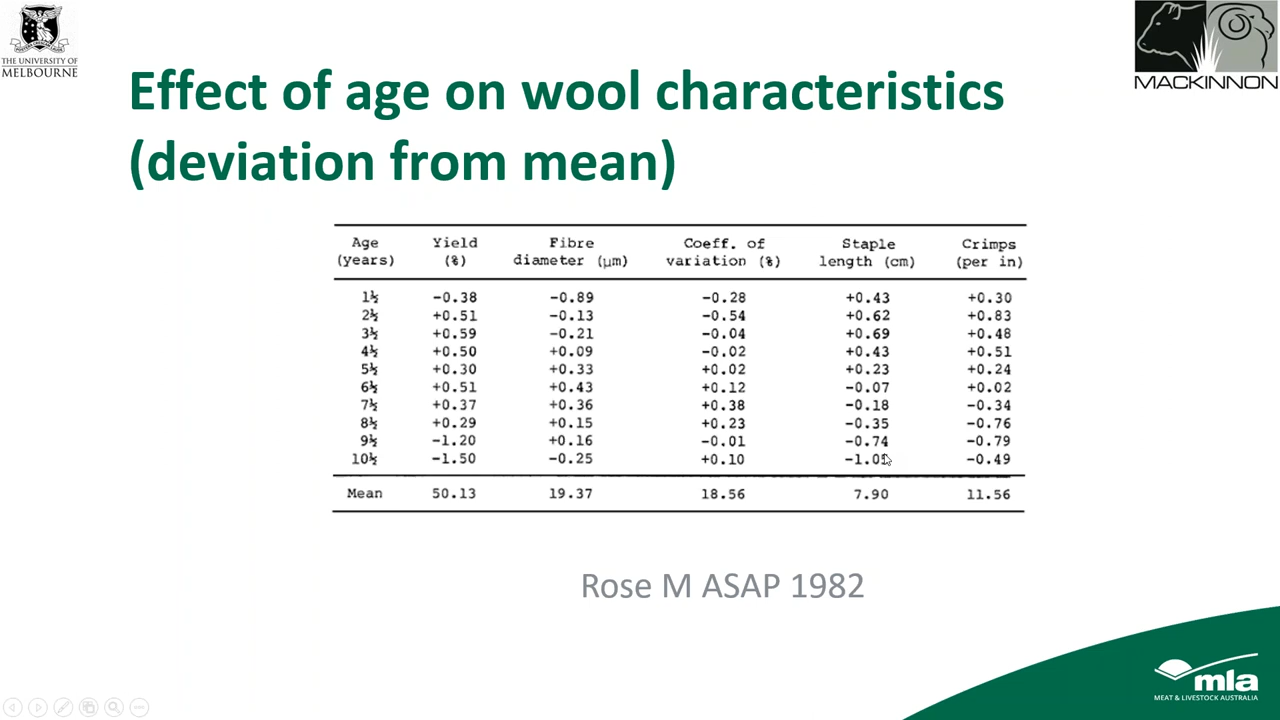 THE UNIVERSITY OF
MELBOURNE
MACKINNON
Effect of age on wool characteristics
(deviation from mean)
Age Yield Fibre Coeff. of Staple Crimps
(years) (%) diameter (µm) variation (%) length (cm) (per in)
1½ -0.38 -0.89 -0.28 +0.43 +0.30
2½ +0.51 -0.13 -0.54 +0.62 +0.83
3½ +0.59 -0.21 -0.04 +0.69 +0.48
4½ +0.50 +0.09 -0.02 +0.43 +0.51
5½ +0.30 +0.33 +0.02 +0.23 +0.24
6½ +0.51 +0.43 +0.12 -0.07 +0.02
7½ +0.37 +0.36 +0.38 -0.18 -0.34
8½ +0.29 +0.15 +0.23 -0.35 -0.76
9½ -1.20 +0.16 -0.01 -0.74 -0.79
10½ -1.50 -0.25 +0.10 -0.49
Mean 50.13 19.37 18.56 7.90 11.56
Rose M ASAP 1982
mla
MEAT & LIVESTOCK AUSTRALIA